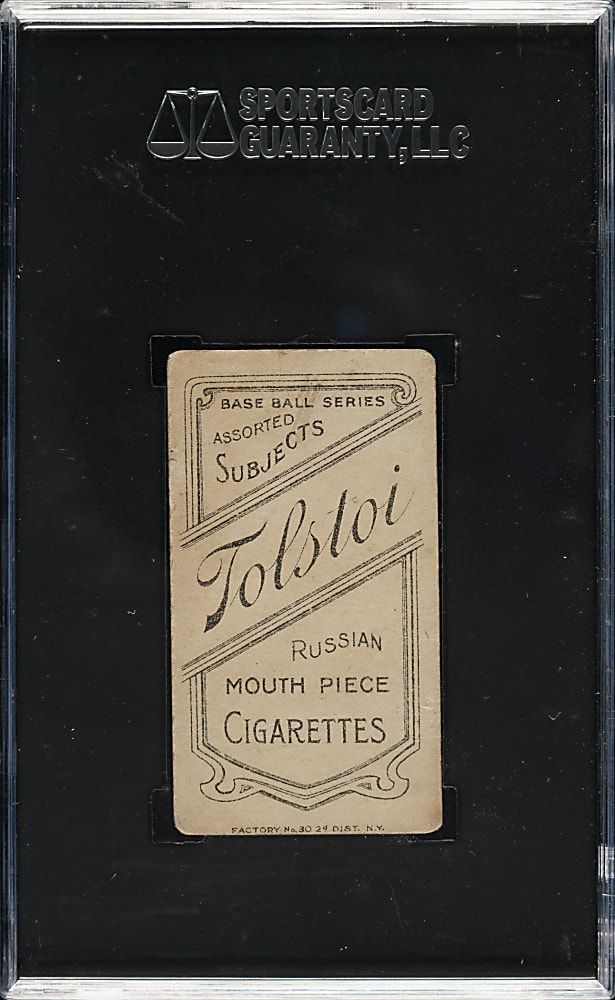 SPORTSCARD
GUARANTY, LLC
BASE BALL SERIES
ASSORTED
SUBJECTS
Tolstoi
RUSSIAN
MOUTH PIECE
CIGARETTES
FACTORY No. 30 2d DIST. N.Y.